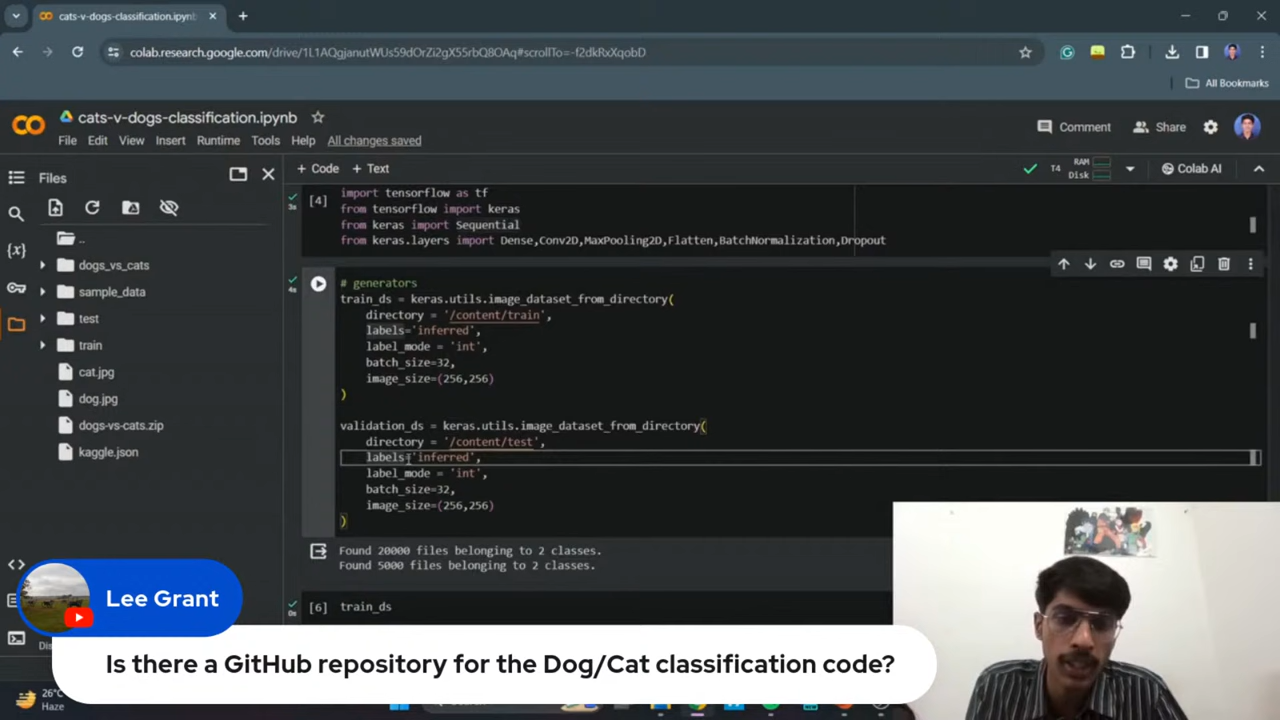 cats-v-dogs-classification.ipynb
colab.research.google.com/drive/1L1AQgjanutWUs59dOrZi2gX55rbQ8OAq#scrollTo=-f2dkRxXqobD
All Bookmarks
cats-v-dogs-classification.ipynb
File Edit View Insert Runtime Tools Help All changes saved
Comment Share
Files
+ Code + Text
T4 RAM Disk Colab AI
..
dogs_vs_cats
sample_data
test
train
cat.jpg
dog.jpg
dogs-vs-cats.zip
kaggle.json
3s
[4] import tensorflow as tf
from tensorflow import keras
from keras import Sequential
from keras.layers import Dense,Conv2D,MaxPooling2D,Flatten,BatchNormalization,Dropout
4s
# generators
train_ds = keras.utils.image_dataset_from_directory(
directory = '/content/train',
labels='inferred',
label_mode = 'int',
batch_size=32,
image_size=(256,256)
)
validation_ds = keras.utils.image_dataset_from_directory(
directory = '/content/test',
labels='inferred',
label_mode = 'int',
batch_size=32,
image_size=(256,256)
)
Found 20000 files belonging to 2 classes.
Found 5000 files belonging to 2 classes.
0s
[6] train_ds
Lee Grant
Is there a GitHub repository for the Dog/Cat classification code?
26°C
Haze